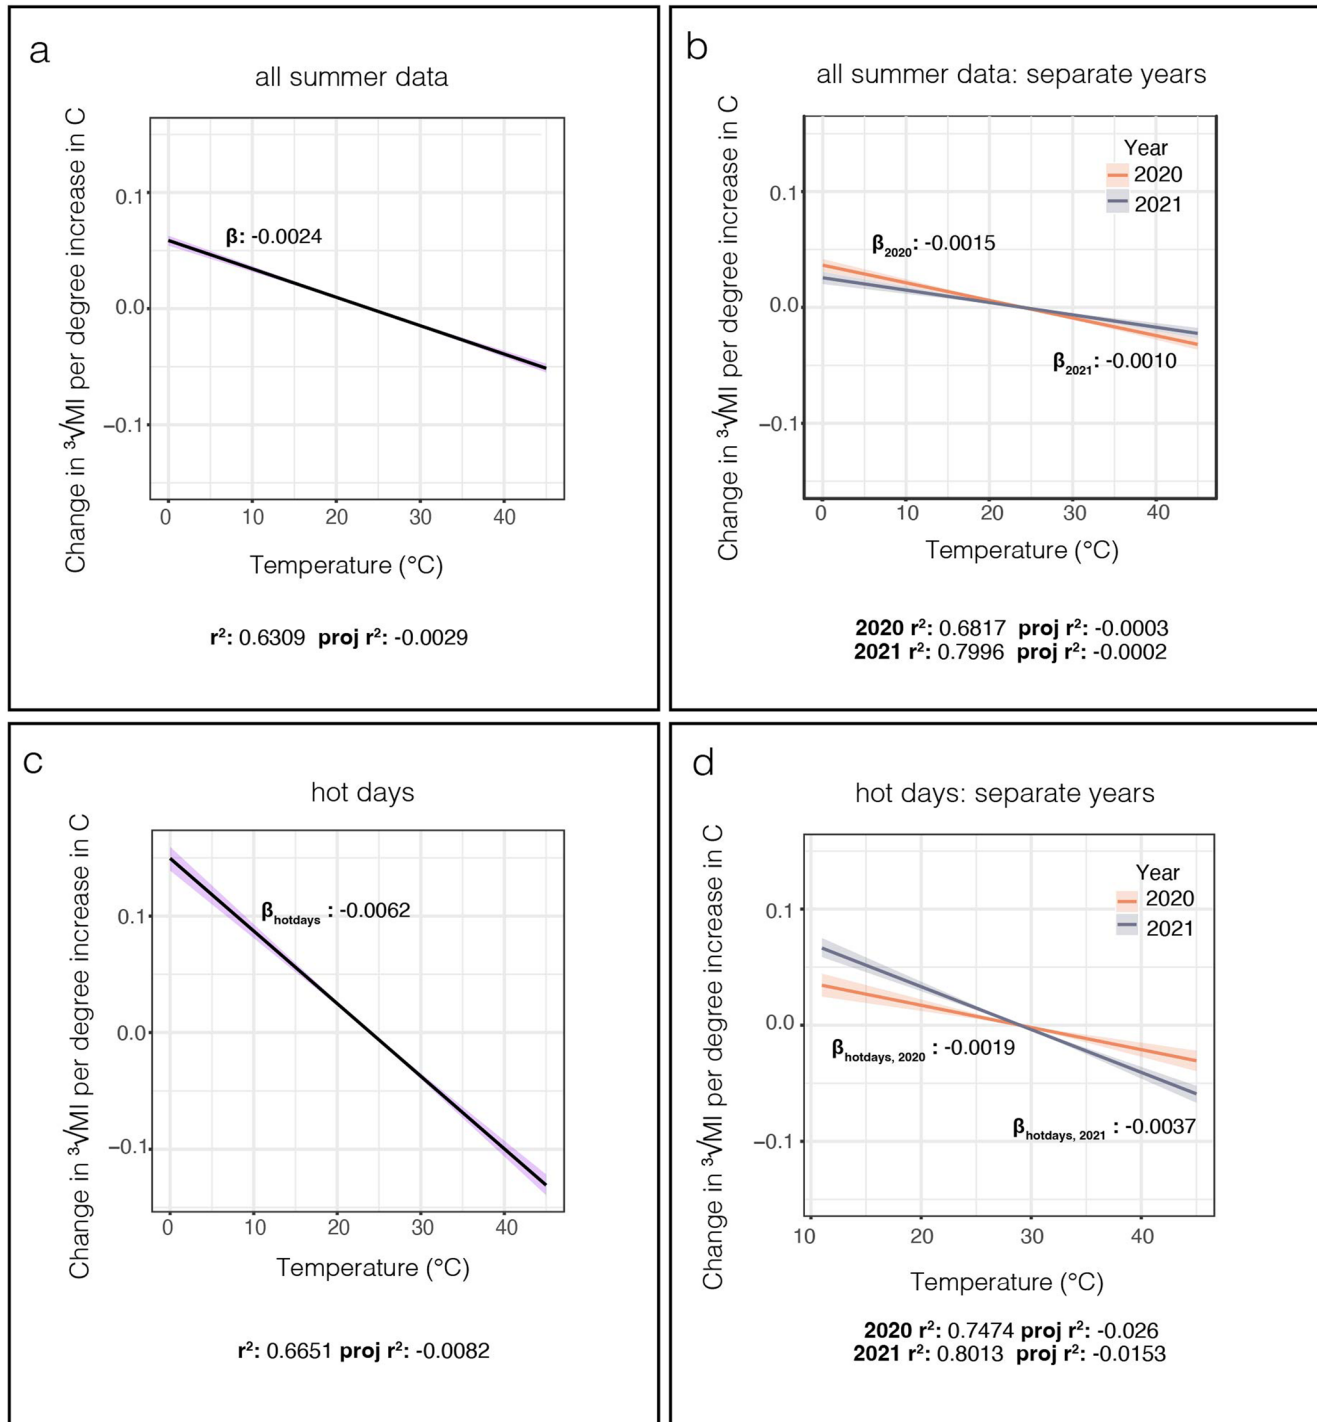 a
all summer data
Change in ³√MI per degree increase in C
0.1
0.0
−0.1
β: -0.0024
0 10 20 30 40
Temperature (°C)
r²: 0.6309 proj r²: -0.0029
b
all summer data: separate years
Change in ³√MI per degree increase in C
0.1
0.0
−0.1
Year
2020
2021
β2020: -0.0015
β2021: -0.0010
0 10 20 30 40
Temperature (°C)
2020 r²: 0.6817 proj r²: -0.0003
2021 r²: 0.7996 proj r²: -0.0002
c
hot days
Change in ³√MI per degree increase in C
0.1
0.0
−0.1
βhotdays : -0.0062
0 10 20 30 40
Temperature (°C)
r²: 0.6651 proj r²: -0.0082
d
hot days: separate years
Change in ³√MI per degree increase in C
0.1
0.0
−0.1
Year
2020
2021
βhotdays, 2020 : -0.0019
βhotdays, 2021 : -0.0037
10 20 30 40
Temperature (°C)
2020 r²: 0.7474 proj r²: -0.026
2021 r²: 0.8013 proj r²: -0.0153